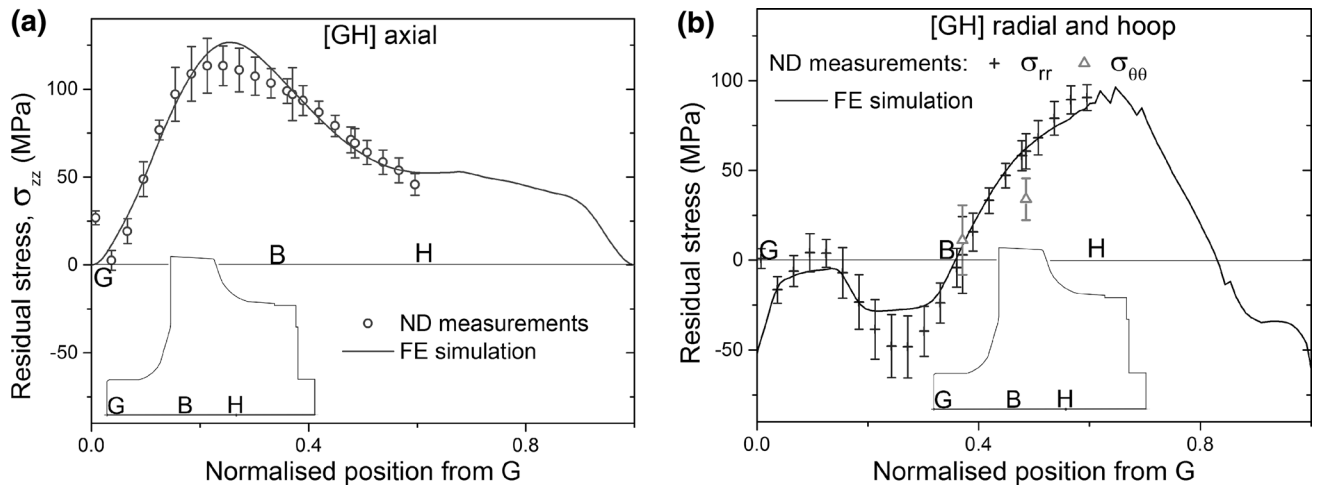 (a)
[GH] axial
Residual stress, σzz (MPa)
100
50
0
-50
G
B
H
ND measurements
FE simulation
G B H
0.0 0.4 0.8
Normalised position from G
(b)
[GH] radial and hoop
ND measurements: + σrr △ σθθ
FE simulation
Residual stress (MPa)
100
50
0
-50
G
B
H
G B H
0.0 0.4 0.8
Normalised position from G